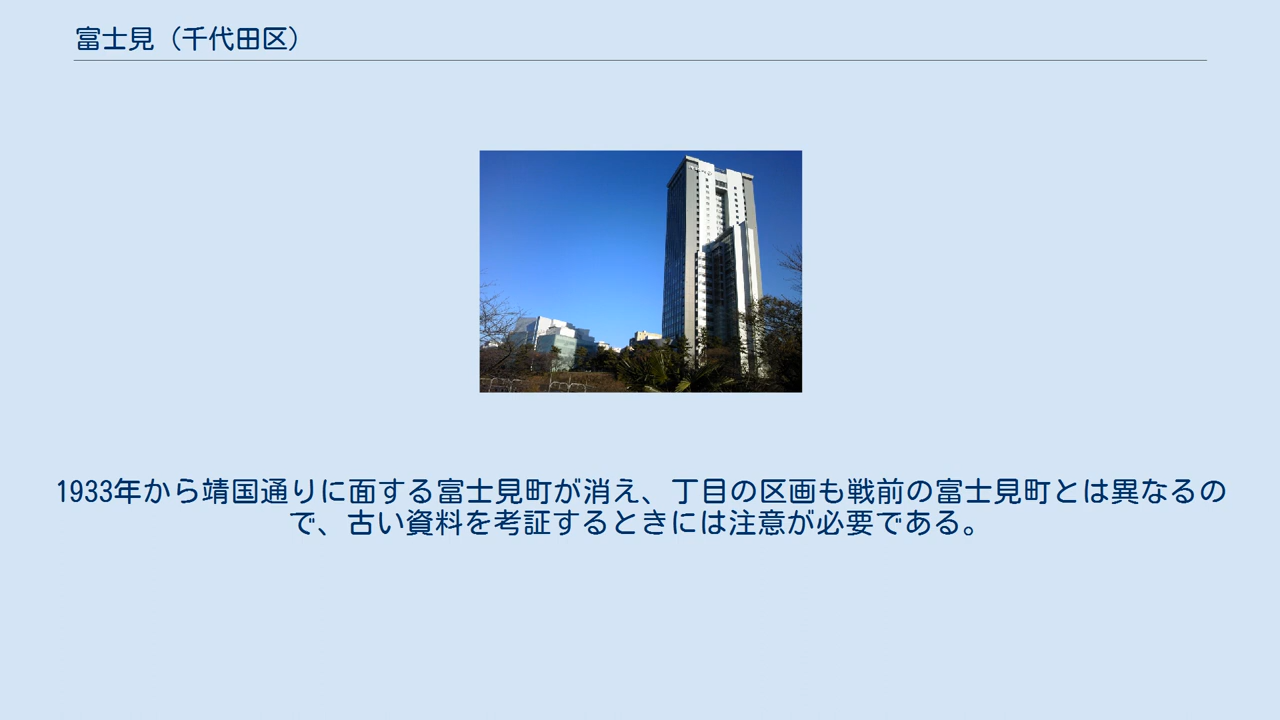 富士見（千代田区）
1933年から靖国通りに面する富士見町が消え、丁目の区画も戦前の富士見町とは異なるの
で、古い資料を考証するときには注意が必要である。